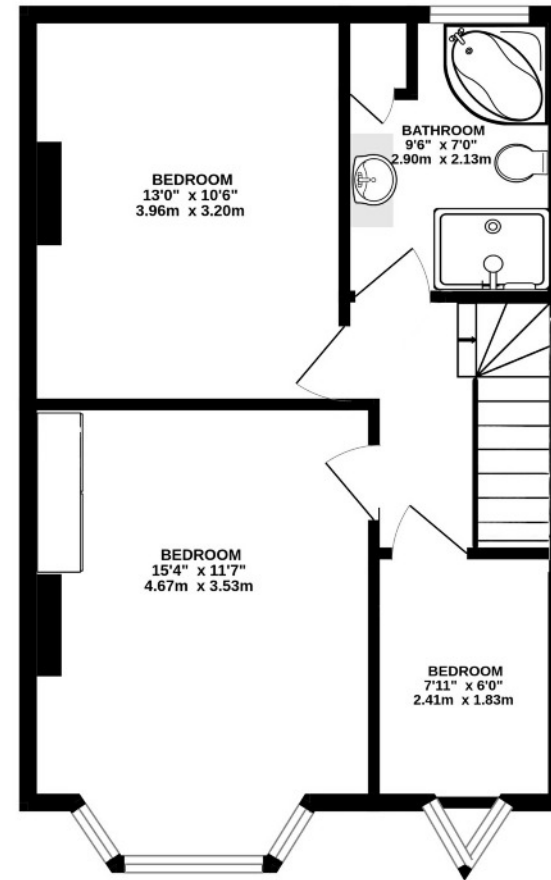 BATHROOM
9'6" x 7'0"
2.90m x 2.13m
BEDROOM
13'0" x 10'6"
3.96m x 3.20m
BEDROOM
15'4" x 11'7"
4.67m x 3.53m
BEDROOM
7'11" x 6'0"
2.41m x 1.83m